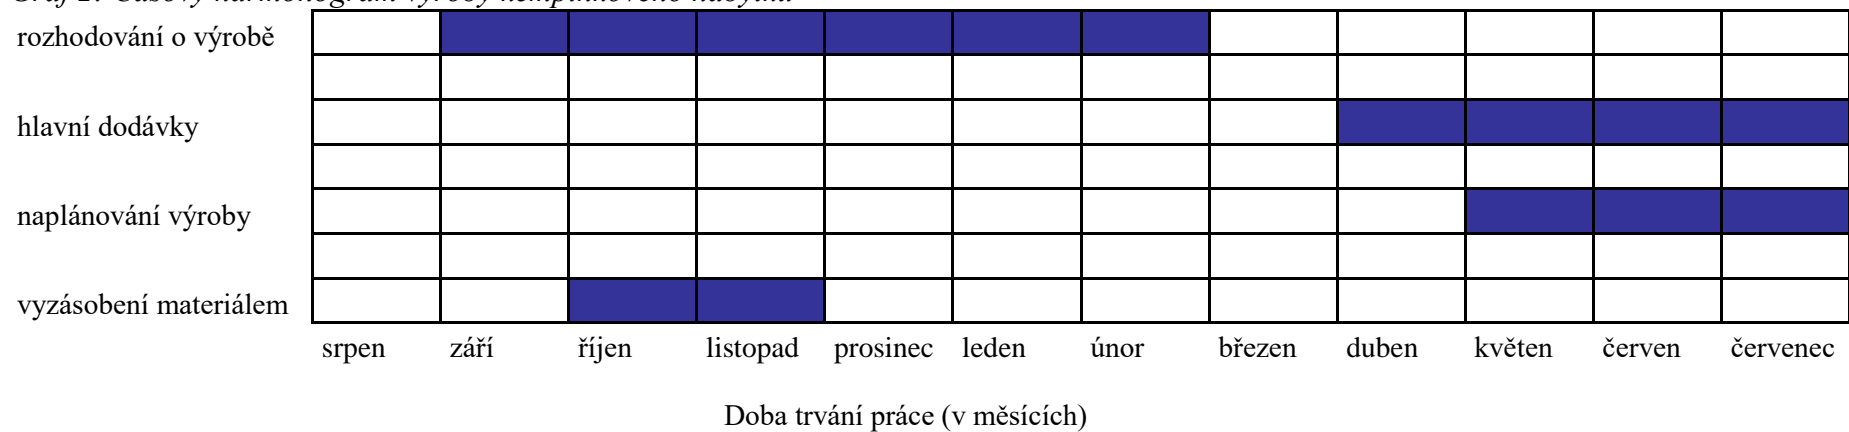 rozhodování o výrobě
hlavní dodávky
naplánování výroby
vyzásobení materiálem
srpen září říjen listopad prosinec leden únor březen duben květen červen červenec
Doba trvání práce (v měsících)